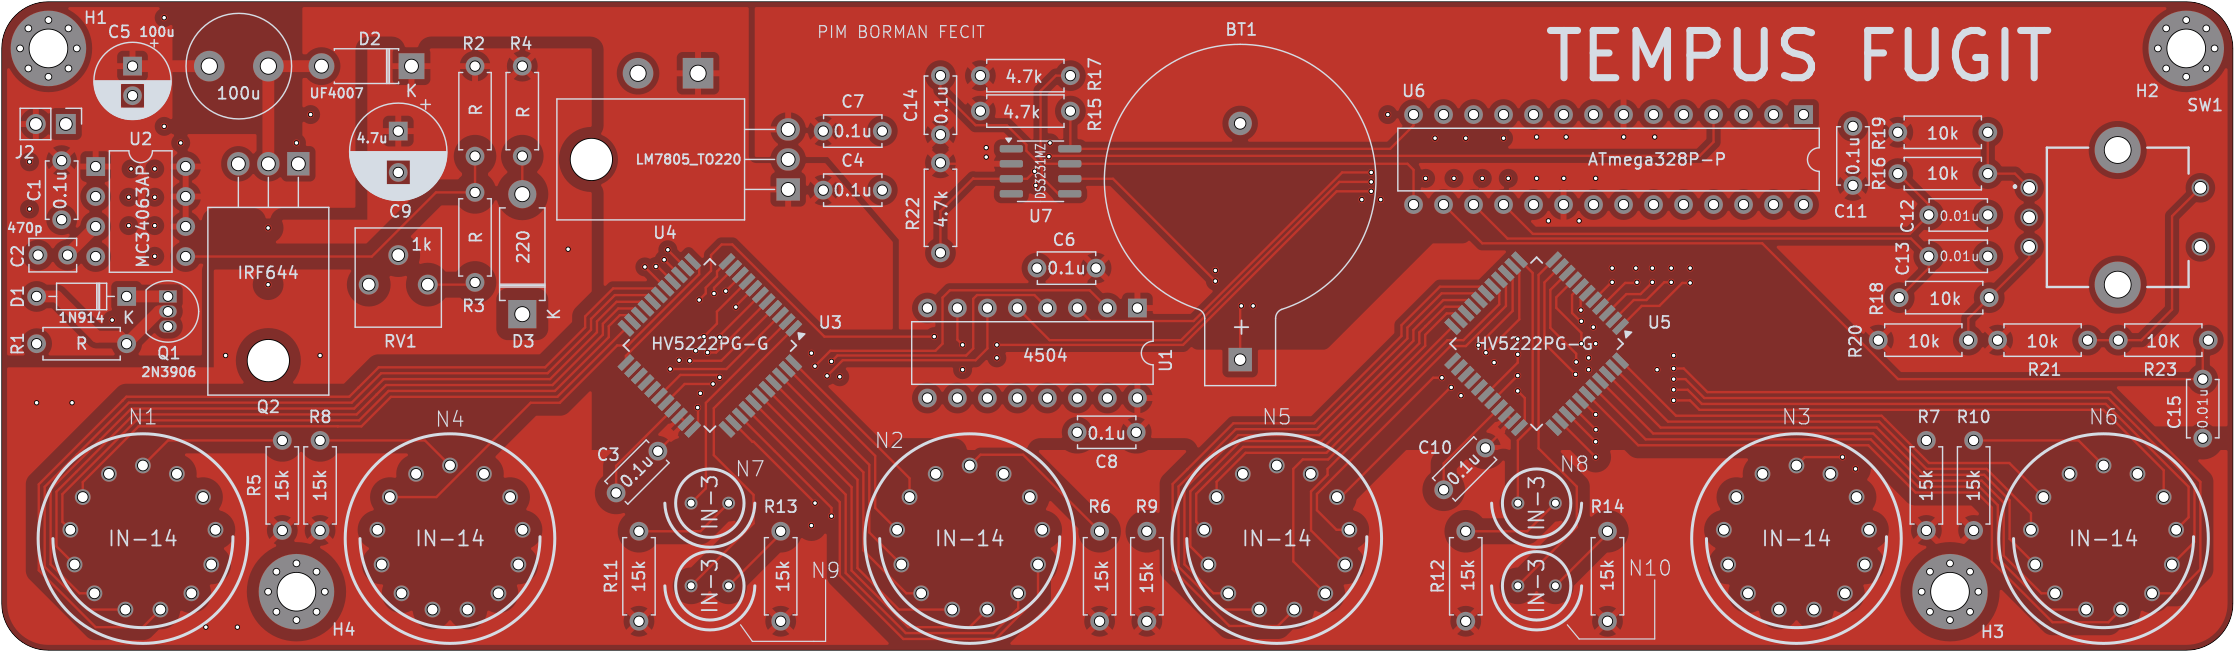 H1
C5 100u
+
D2
R2
R4
PIM BORMAN FECIT
BT1
TEMPUS FUGIT
H2
SW1
100u
UF4007
K
R
R
C14
0.1u
4.7k
R17
4.7k
R15
U6
J2
U2
4.7u
+
C9
C7
0.1u
LM7805_TO220
C4
0.1u
ATmega328P-P
C11
0.1u
R19
10k
R16
10k
C1
0.1u
MC34063AP
470p
C2
R22
4.7k
DS3231MZ
U7
C12
0.01u
C13
0.01u
IRF644
1k
RV1
R
R3
220
K
D3
U4
C6
0.1u
D1
1N914
K
R18
10k
R1
R
Q1
2N3906
Q2
HV5222PG-G
U3
4504
U1
+
HV5222PG-G
U5
R20
10k
10k
R21
10K
R23
C15
0.01u
N1
R8
N4
N2
C8
0.1u
N5
N3
R7
R10
N6
R5
15k
15k
C3
0.1u
N7
C10
0.1u
N8
15k
15k
IN-14
IN-14
IN-3
R13
IN-14
R6
R9
IN-14
IN-3
R14
IN-14
IN-14
H4
R11
15k
IN-3
15k
N9
15k
15k
R12
15k
IN-3
15k
N10
H3